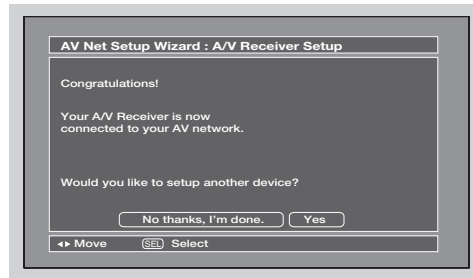 AV Net Setup Wizard : A/V Receiver Setup
Congratulations!
Your A/V Receiver is now
connected to your AV network.
Would you like to setup another device?
No thanks, I'm done. Yes
◂▸ Move SEL Select